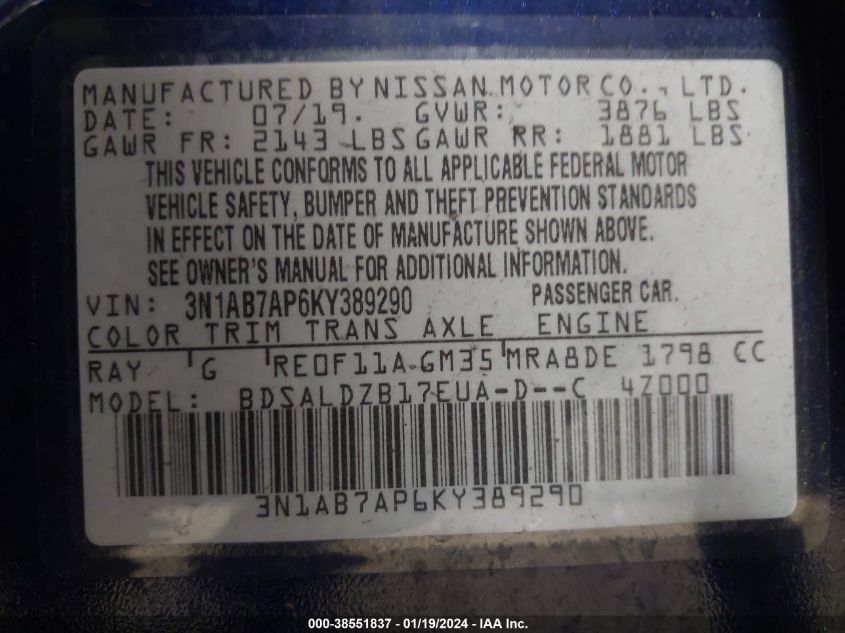 MANUFACTURED BY NISSAN MOTOR CO., LTD.
DATE: 07/19. GVWR: 3876 LBS
GAWR FR: 2143 LBS GAWR RR: 1881 LBS
THIS VEHICLE CONFORMS TO ALL APPLICABLE FEDERAL MOTOR
VEHICLE SAFETY, BUMPER AND THEFT PREVENTION STANDARDS
IN EFFECT ON THE DATE OF MANUFACTURE SHOWN ABOVE.
SEE OWNER'S MANUAL FOR ADDITIONAL INFORMATION.
VIN: 3N1AB7AP6KY389290 PASSENGER CAR.
COLOR TRIM TRANS AXLE ENGINE
RAY G RE0F11A GM35 MRA8DE 1798 CC
MODEL: BDSALDZB17EUA-D--C 4Z000
3N1AB7AP6KY389290
000-38551837 - 01/19/2024 - IAA Inc.